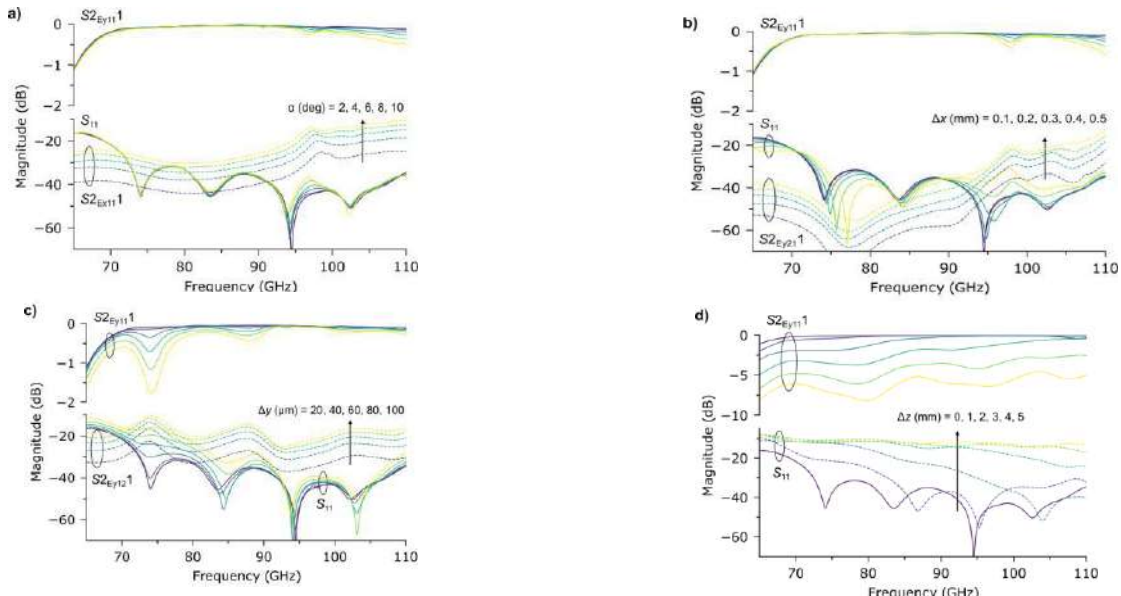 a)
S2Ey111
0
−1
−2
Magnitude (dB)
α (deg) = 2, 4, 6, 8, 10
S11
−20
−40
−60
S2Ex111
70 80 90 100 110
Frequency (GHz)
b)
S2Ey111
0
−1
−2
Magnitude (dB)
Δx (mm) = 0.1, 0.2, 0.3, 0.4, 0.5
S11
−20
−40
−60
S2Ey211
70 80 90 100 110
Frequency (GHz)
c)
S2Ey111
0
−1
−2
Magnitude (dB)
Δy (μm) = 20, 40, 60, 80, 100
−20
−40
−60
S2Ey121
S11
70 80 90 100 110
Frequency (GHz)
d)
S2Ey111
0
−5
−10
Magnitude (dB)
Δz (mm) = 0, 1, 2, 3, 4, 5
−20
−40
−60
S11
70 80 90 100 110
Frequency (GHz)